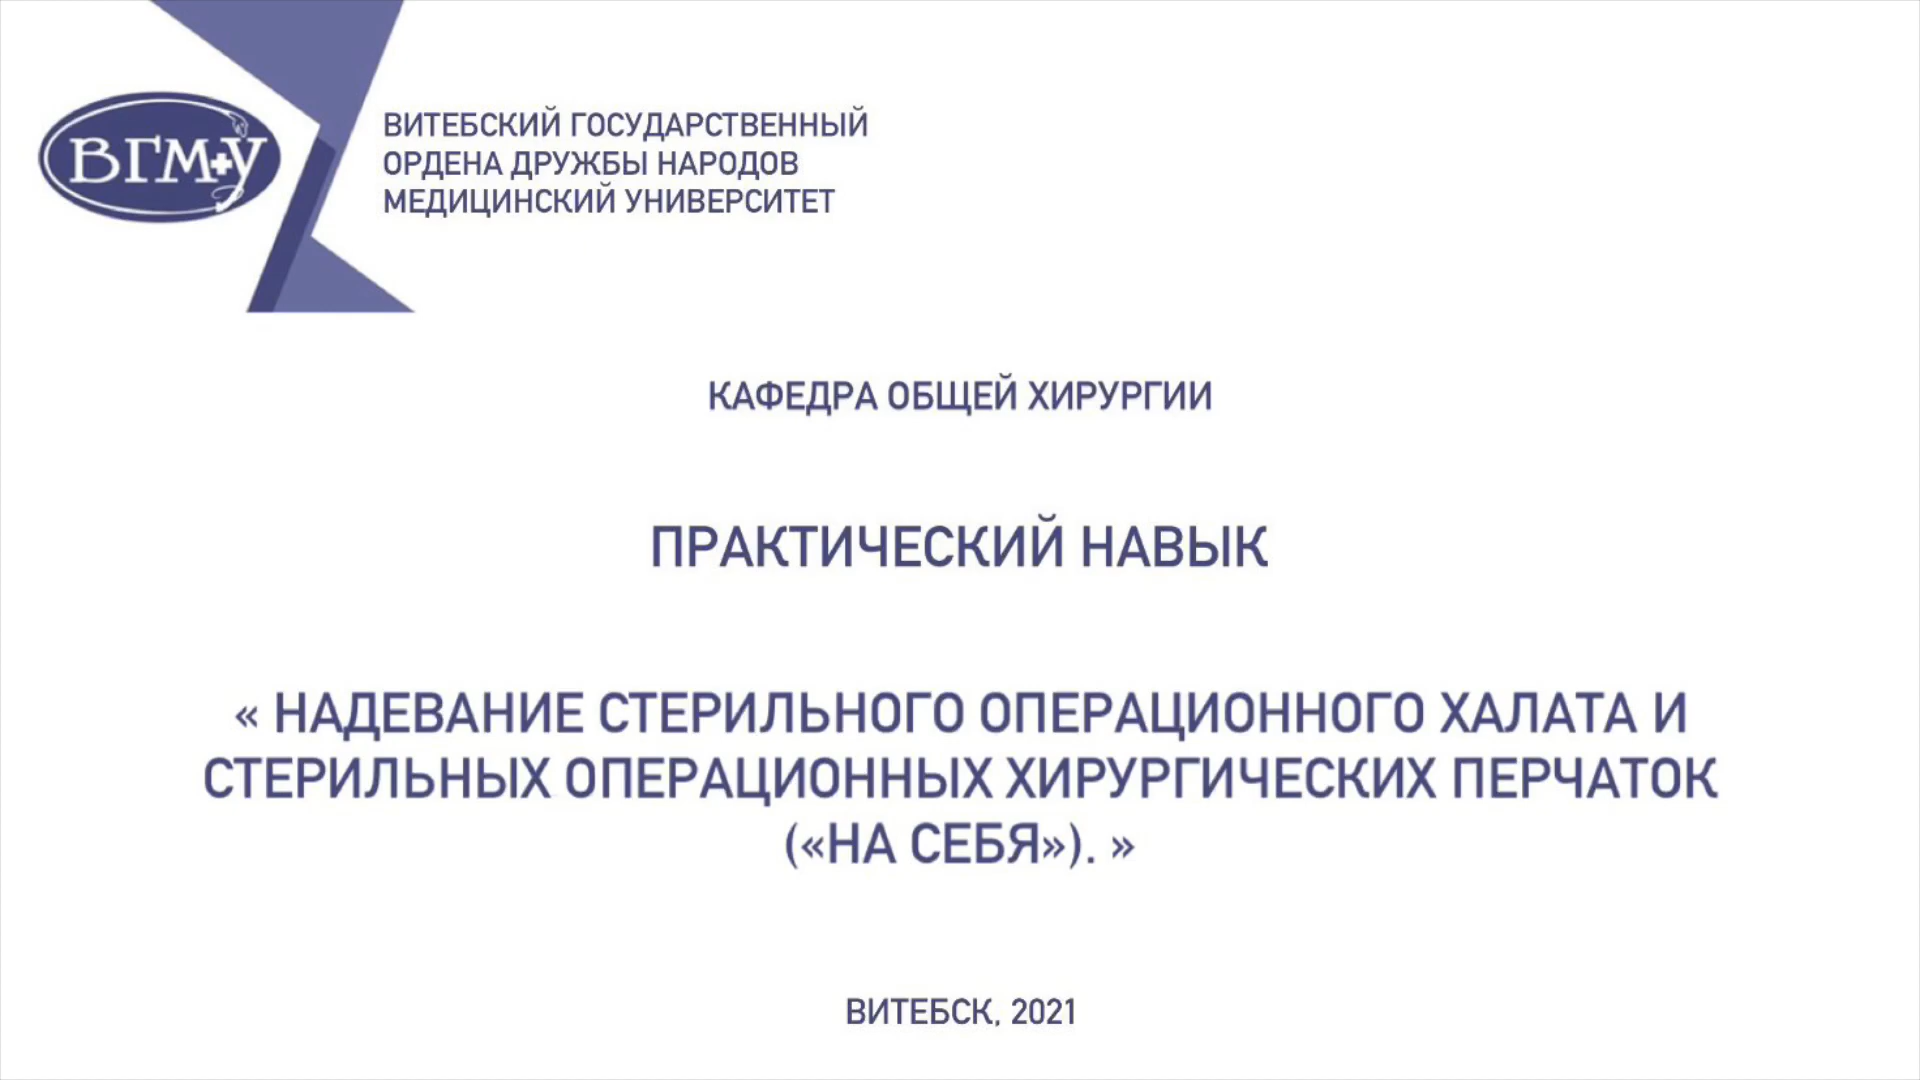 ВГМУ
ВИТЕБСКИЙ ГОСУДАРСТВЕННЫЙ
ОРДЕНА ДРУЖБЫ НАРОДОВ
МЕДИЦИНСКИЙ УНИВЕРСИТЕТ
КАФЕДРА ОБЩЕЙ ХИРУРГИИ
ПРАКТИЧЕСКИЙ НАВЫК
« НАДЕВАНИЕ СТЕРИЛЬНОГО ОПЕРАЦИОННОГО ХАЛАТА И
СТЕРИЛЬНЫХ ОПЕРАЦИОННЫХ ХИРУРГИЧЕСКИХ ПЕРЧАТОК
(«НА СЕБЯ»). »
ВИТЕБСК, 2021